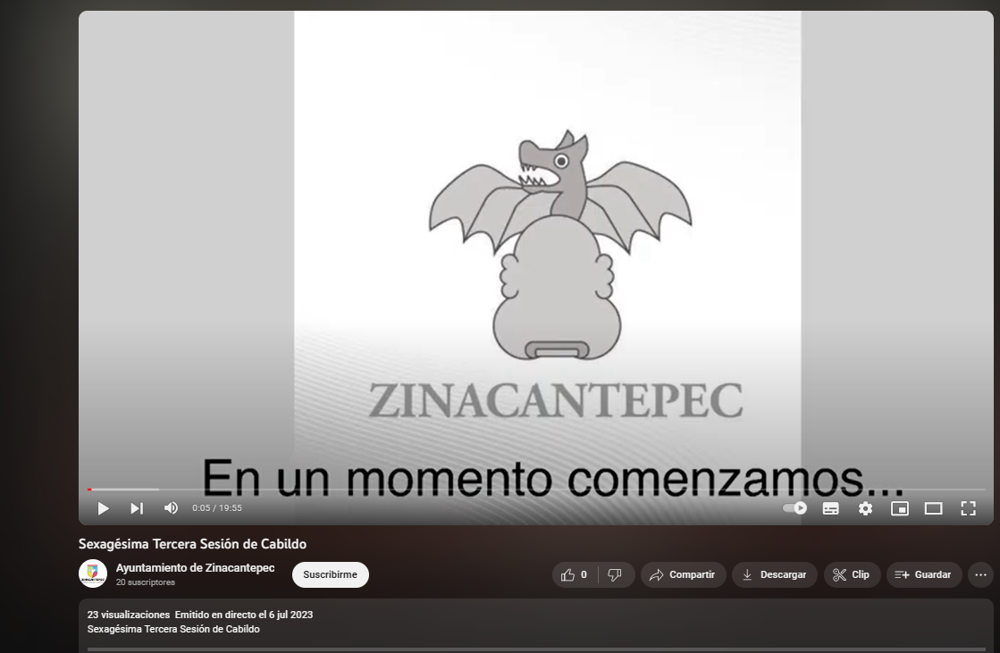 ZINACANTEPEC
En un momento comenzamos...
0:05 / 19:55
Sexagésima Tercera Sesión de Cabildo
Ayuntamiento de Zinacantepec
20 suscriptores
Suscribirme
0
Compartir
Descargar
Clip
Guardar
23 visualizaciones Emitido en directo el 6 jul 2023
Sexagésima Tercera Sesión de Cabildo